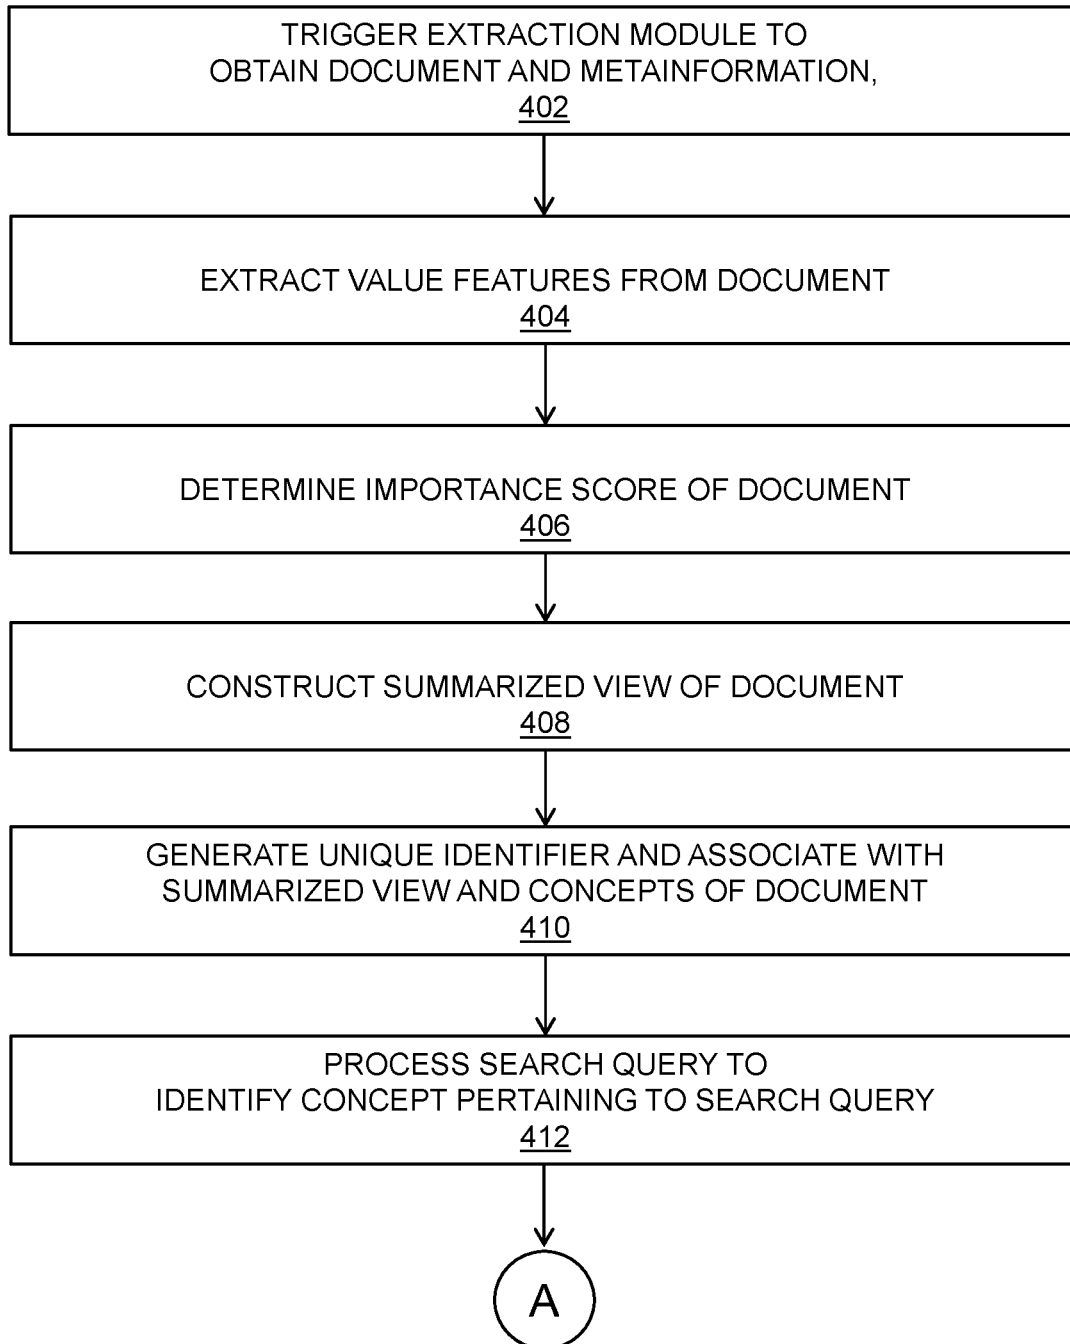 TRIGGER EXTRACTION MODULE TO
OBTAIN DOCUMENT AND METAINFORMATION,
402
EXTRACT VALUE FEATURES FROM DOCUMENT
404
DETERMINE IMPORTANCE SCORE OF DOCUMENT
406
CONSTRUCT SUMMARIZED VIEW OF DOCUMENT
408
GENERATE UNIQUE IDENTIFIER AND ASSOCIATE WITH
SUMMARIZED VIEW AND CONCEPTS OF DOCUMENT
410
PROCESS SEARCH QUERY TO
IDENTIFY CONCEPT PERTAINING TO SEARCH QUERY
412
A